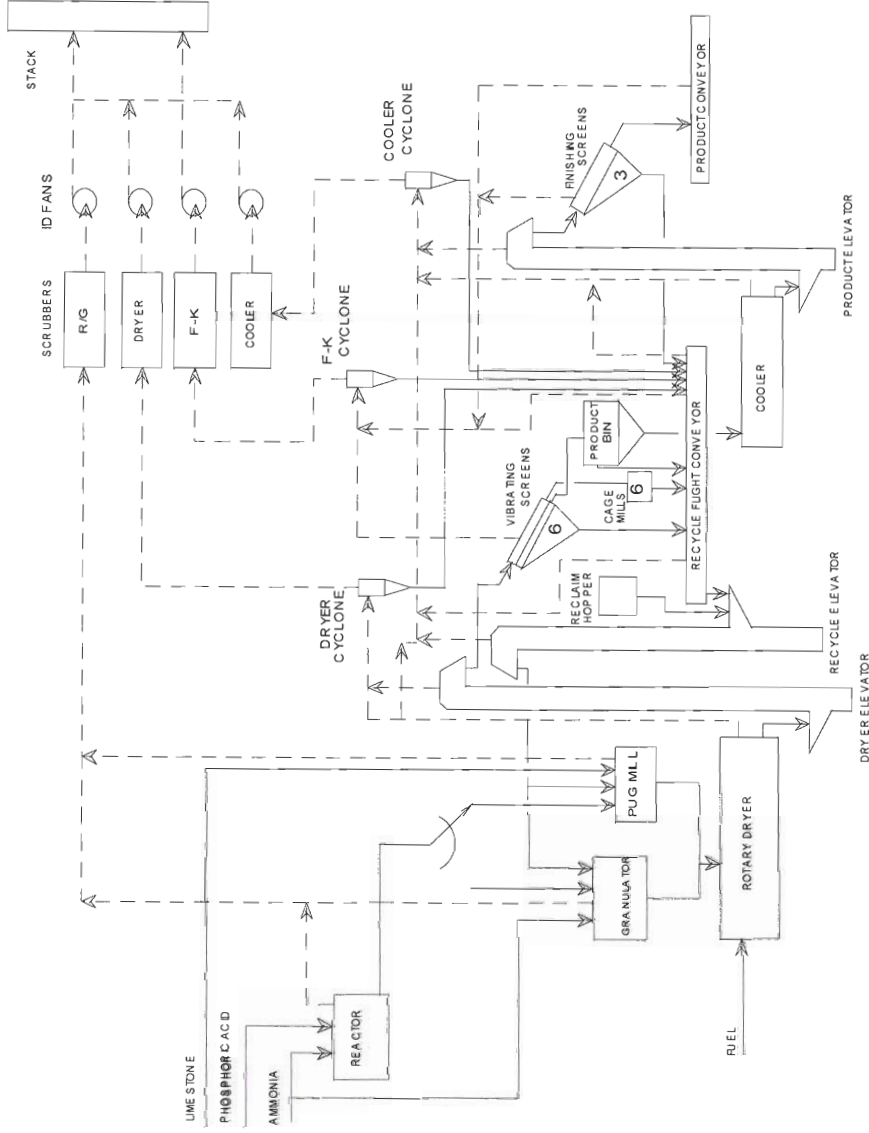 STACK
ID FANS
SCRUBBERS
R/G
DRYER
F-K
COOLER
COOLER
CYCLONE
F-K
CYCLONE
DRYER
CYCLONE
FINISHING
SCREENS
3
PRODUCT CONVEYOR
PRODUCT ELEVATOR
COOLER
PRODUCT
BIN
VIBRATING
SCREENS
6
CAGE
MILLS
6
RECYCLE FLIGHT CONVEYOR
RECLAIM
HOPPER
RECYCLE ELEVATOR
DRYER ELEVATOR
PUG MILL
GRANULATOR
ROTARY DRYER
FUEL
REACTOR
LIMESTONE
PHOSPHORIC ACID
AMMONIA